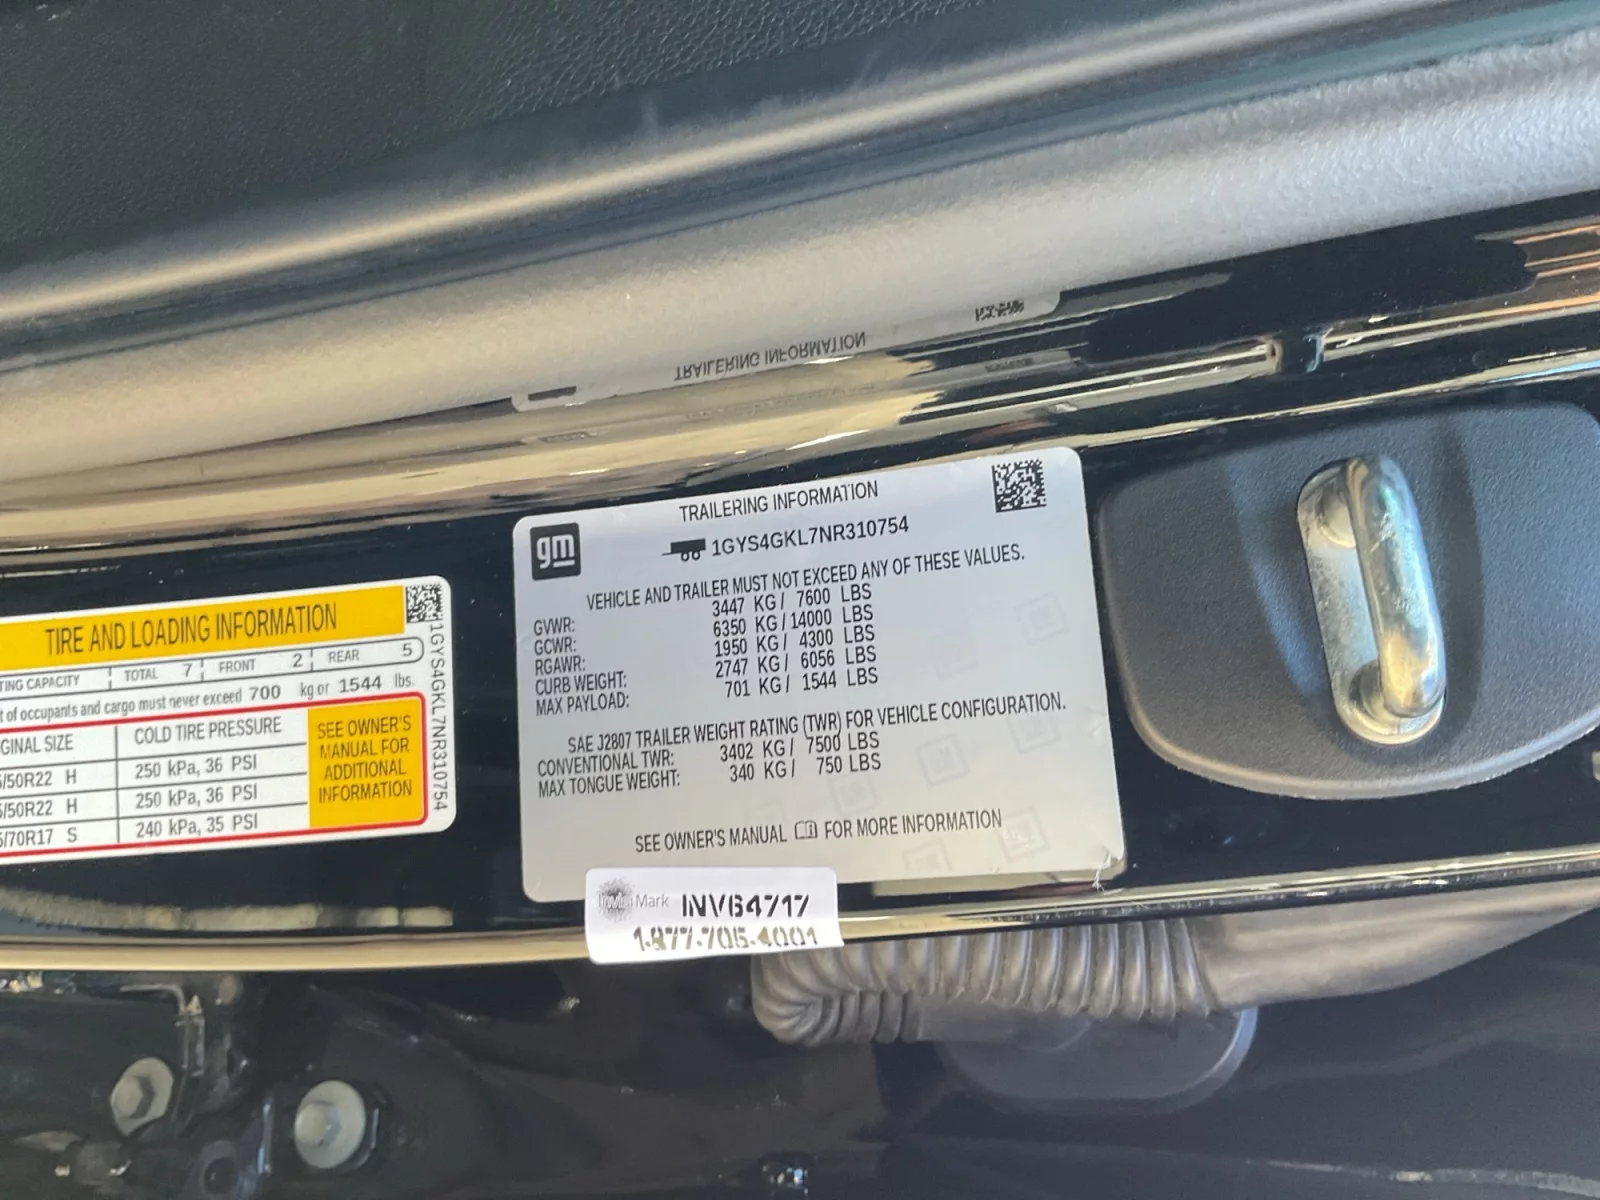 TRAILERING INFORMATION
gm
TRAILERING INFORMATION
1GYS4GKL7NR310754
VEHICLE AND TRAILER MUST NOT EXCEED ANY OF THESE VALUES.
GVWR: 3447 KG/ 7600 LBS
GCWR: 6350 KG/14000 LBS
RGAWR: 1950 KG/ 4300 LBS
CURB WEIGHT: 2747 KG/ 6056 LBS
MAX PAYLOAD: 701 KG/ 1544 LBS
SAE J2807 TRAILER WEIGHT RATING (TWR) FOR VEHICLE CONFIGURATION.
CONVENTIONAL TWR: 3402 KG/ 7500 LBS
MAX TONGUE WEIGHT: 340 KG/ 750 LBS
SEE OWNER'S MANUAL FOR MORE INFORMATION
Mark INV64717
1-877-705-4001
TIRE AND LOADING INFORMATION
CAPACITY TOTAL 7 FRONT 2 REAR 5
of occupants and cargo must never exceed 700 kg or 1544 lbs.
SIZE COLD TIRE PRESSURE
/50R22 H 250 kPa, 36 PSI
/50R22 H 250 kPa, 36 PSI
/70R17 S 240 kPa, 35 PSI
SEE OWNER'S
MANUAL FOR
ADDITIONAL
INFORMATION
1GYS4GKL7NR310754